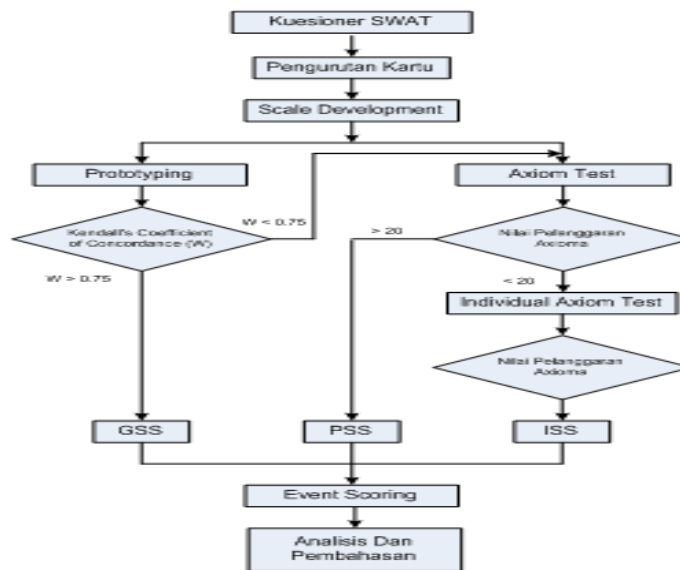 Kuesioner SWAT
Pengurutan Kartu
Scale Development
Prototyping
Axiom Test
Kendall's Coefficient
of Concordance (W)
W < 0.75
> 20
Nilai Pelanggaran
Axioma
W > 0.75
< 20
Individual Axiom Test
Nilai Pelanggaran
Axioma
GSS
PSS
ISS
Event Scoring
Analisis Dan
Pembahasan